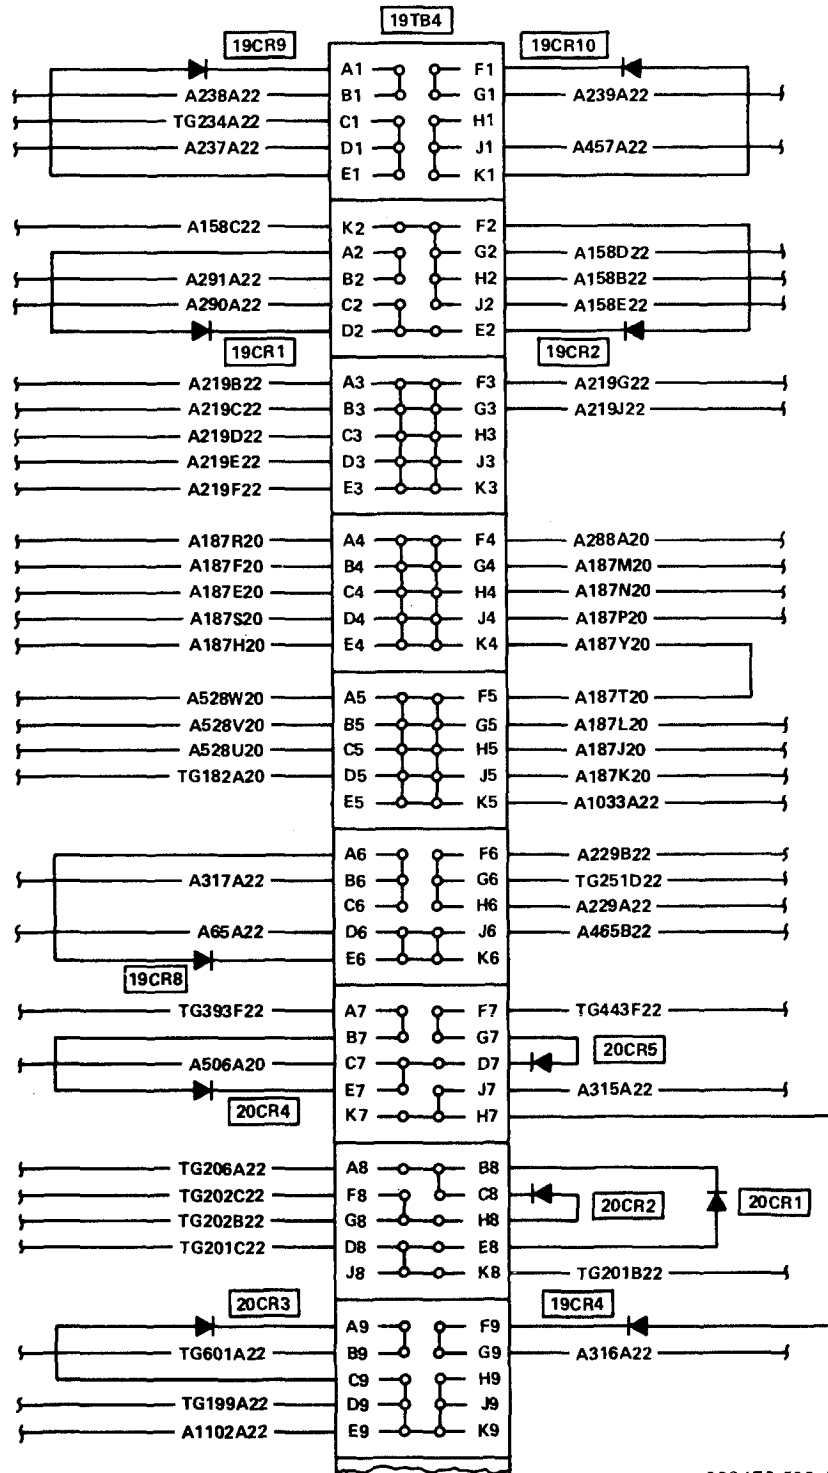 19TB4
19CR9 19CR10
A1 F1
A238A22 B1 G1 A239A22
TG234A22 C1 H1
A237A22 D1 J1 A457A22
E1 K1
A158C22 K2 F2
A2 G2 A158D22
A291A22 B2 H2 A158B22
A290A22 C2 J2 A158E22
D2 E2
19CR1 19CR2
A219B22 A3 F3 A219G22
A219C22 B3 G3 A219J22
A219D22 C3 H3
A219E22 D3 J3
A219F22 E3 K3
A187R20 A4 F4 A288A20
A187F20 B4 G4 A187M20
A187E20 C4 H4 A187N20
A187S20 D4 J4 A187P20
A187H20 E4 K4 A187Y20
A528W20 A5 F5 A187T20
A528V20 B5 G5 A187L20
A528U20 C5 H5 A187J20
TG182A20 D5 J5 A187K20
E5 K5 A1033A22
A6 F6 A229B22
A317A22 B6 G6 TG251D22
C6 H6 A229A22
A65A22 D6 J6 A465B22
E6 K6
19CR8
TG393F22 A7 F7 TG443F22
B7 G7
A506A20 C7 D7 20CR5
E7 J7 A315A22
20CR4 K7 H7
TG206A22 A8 B8
TG202C22 F8 C8 20CR2 20CR1
TG202B22 G8 H8
TG201C22 D8 E8
J8 K8 TG201B22
20CR3 19CR4
A9 F9
TG601A22 B9 G9 A316A22
C9 H9
TG199A22 D9 J9
A1102A22 E9 K9